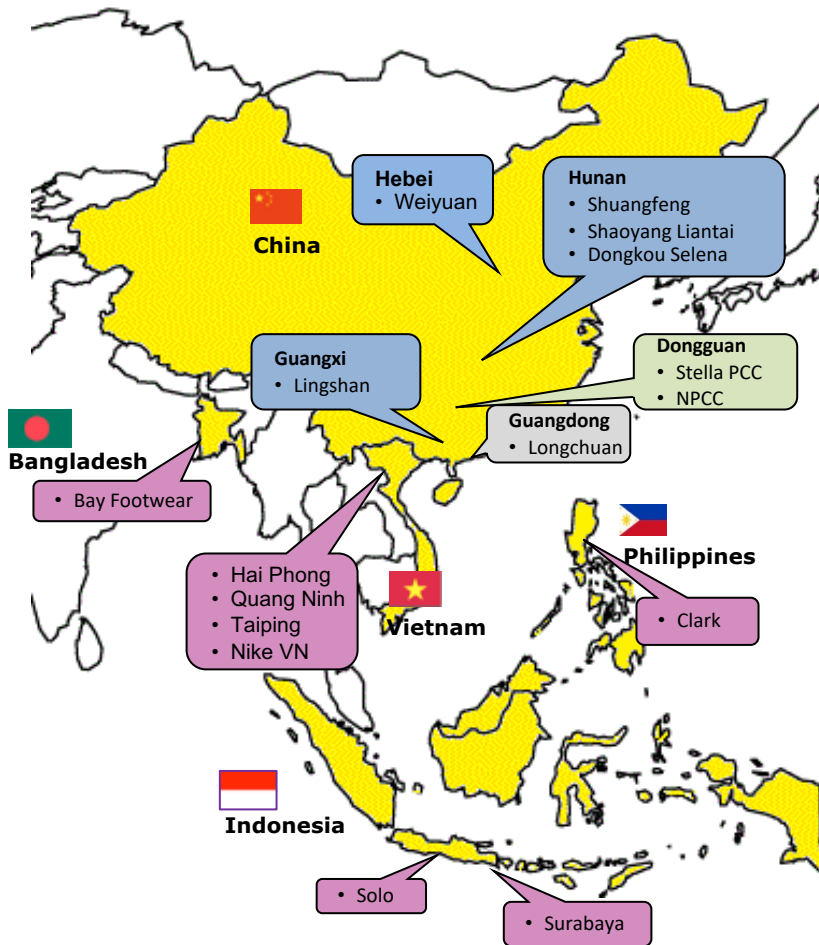 Hebei
• Weiyuan
Hunan
• Shuangfeng
• Shaoyang Liantai
• Dongkou Selena
China
Guangxi
• Lingshan
Dongguan
• Stella PCC
• NPCC
Guangdong
• Longchuan
Bangladesh
• Bay Footwear
Philippines
• Clark
• Hai Phong
• Quang Ninh
• Taiping
• Nike VN
Vietnam
Indonesia
• Solo
• Surabaya